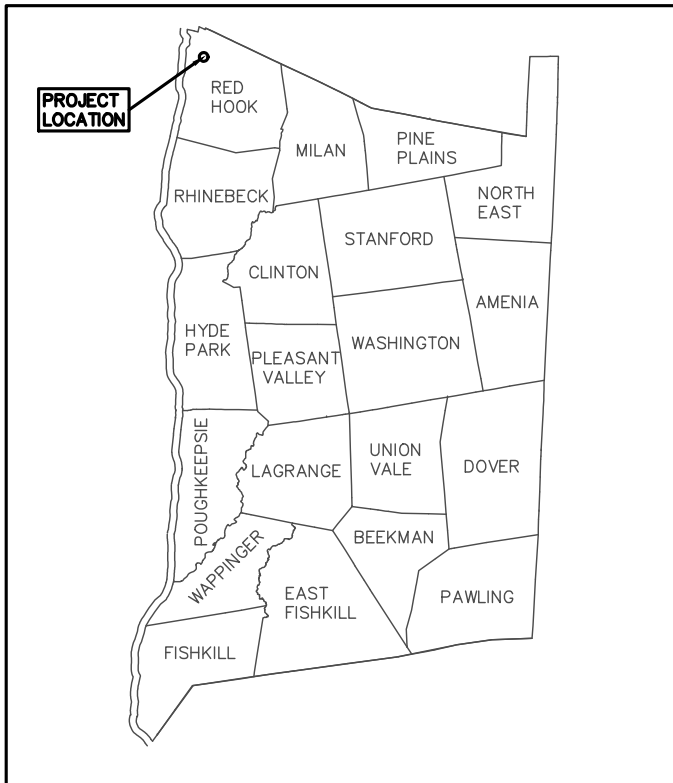 PROJECT
LOCATION
RED
HOOK
MILAN
PINE
PLAINS
RHINEBECK
NORTH
EAST
STANFORD
CLINTON
AMENIA
HYDE
PARK
WASHINGTON
PLEASANT
VALLEY
POUGHKEEPSIE
LAGRANGE
UNION
VALE
DOVER
WAPPINGER
BEEKMAN
EAST
FISHKILL
PAWLING
FISHKILL